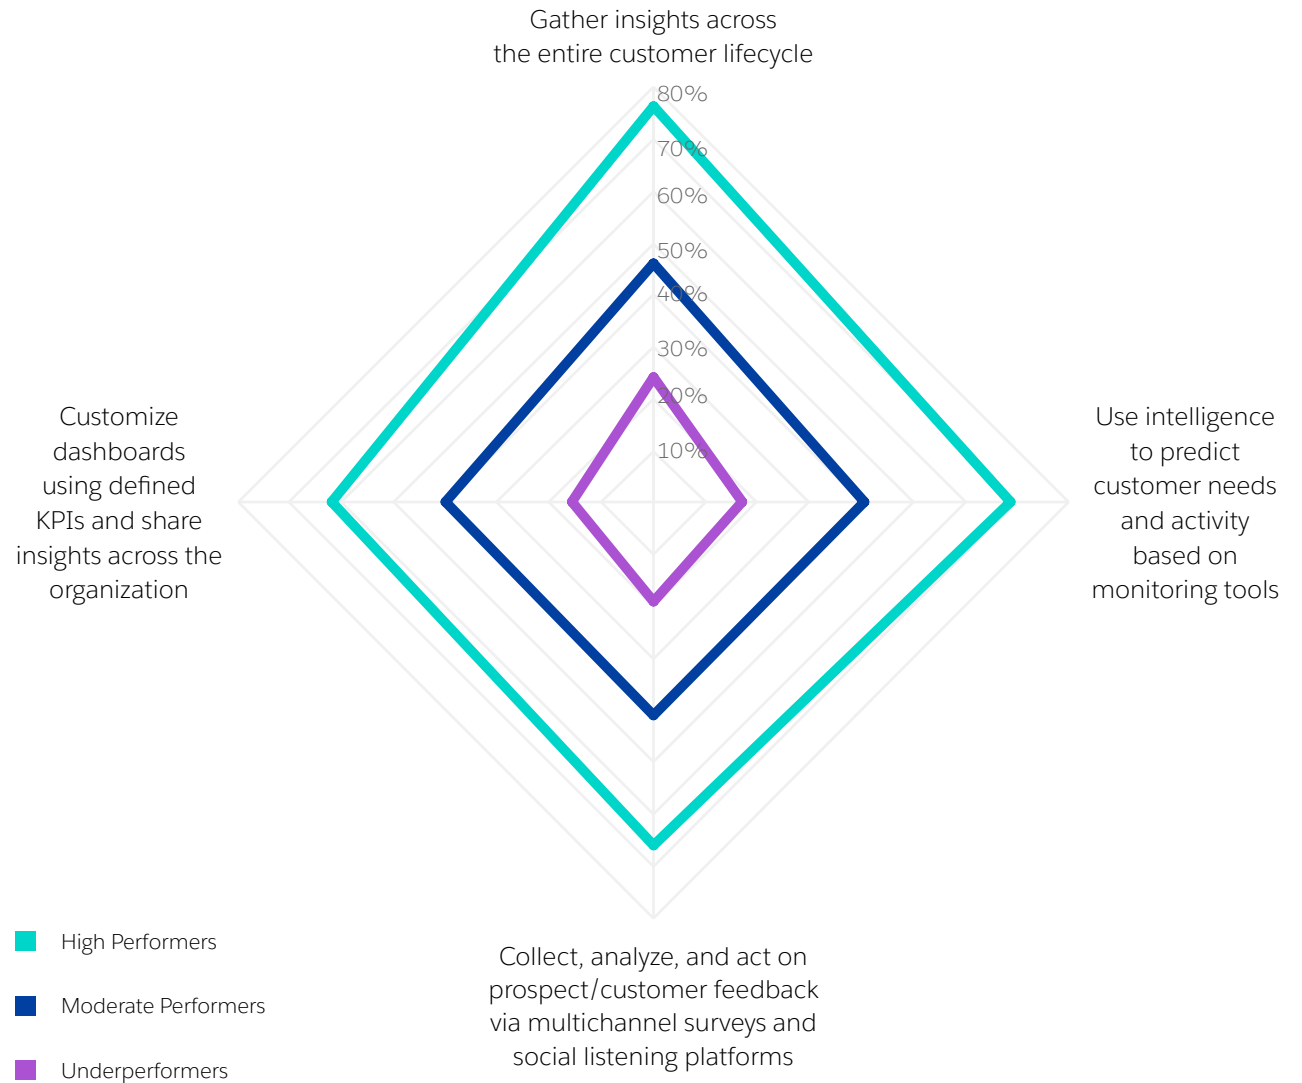 Gather insights across
the entire customer lifecycle
80%
70%
60%
50%
40%
30%
20%
10%
Customize
dashboards
using defined
KPIs and share
insights across the
organization
Use intelligence
to predict
customer needs
and activity
based on
monitoring tools
Collect, analyze, and act on
prospect/customer feedback
via multichannel surveys and
social listening platforms
High Performers
Moderate Performers
Underperformers